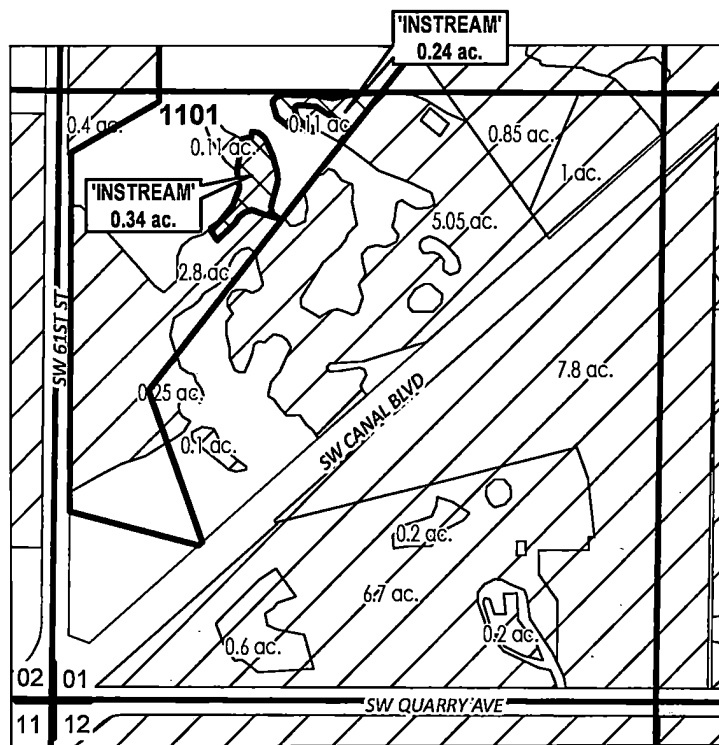 'INSTREAM'
0.24 ac.
0.4 ac.
1101
0.11 ac.
0.11 ac.
0.85 ac.
1 ac.
'INSTREAM'
0.34 ac.
5.05 ac.
2.8 ac.
SW 61ST ST
7.8 ac.
0.25 ac.
SW CANAL BLVD
0.1 ac.
0.2 ac.
6.7 ac.
0.6 ac.
0.2 ac.
02 01
SW QUARRY AVE
11 12